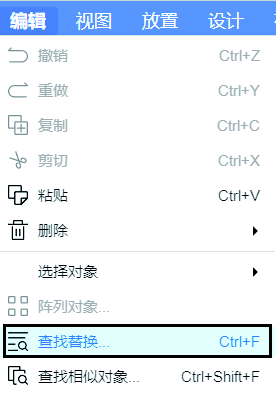 编辑 视图 放置 设计
撤销 Ctrl+Z
重做 Ctrl+Y
复制 Ctrl+C
剪切 Ctrl+X
粘贴 Ctrl+V
删除
选择对象
阵列对象...
查找替换... Ctrl+F
查找相似对象... Ctrl+Shift+F